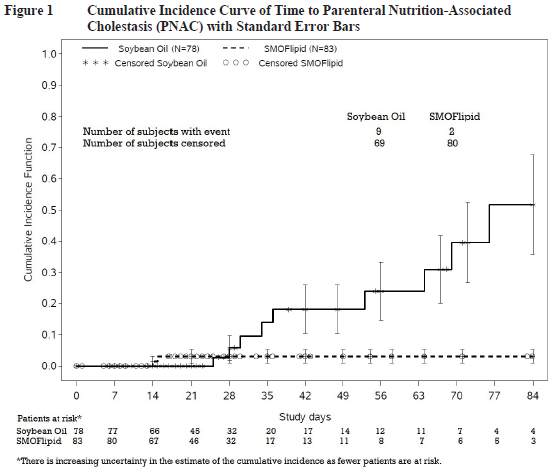 Figure 1 Cumulative Incidence Curve of Time to Parenteral Nutrition-Associated
Cholestasis (PNAC) with Standard Error Bars
Soybean Oil (N=78) SMOFlipid (N=83)
* * * Censored Soybean Oil ○ ○ ○ Censored SMOFlipid
Soybean Oil SMOFlipid
Number of subjects with event 9 2
Number of subjects censored 69 80
Cumulative Incidence Function
1.0
0.9
0.8
0.7
0.6
0.5
0.4
0.3
0.2
0.1
0.0
0 7 14 21 28 35 42 49 56 63 70 77 84
Study days
Patients at risk*
Soybean Oil 78 77 66 45 32 20 17 14 12 11 7 4 4
SMOFlipid 83 80 67 46 32 17 13 11 8 7 6 5 3
*There is increasing uncertainty in the estimate of the cumulative incidence as fewer patients are at risk.